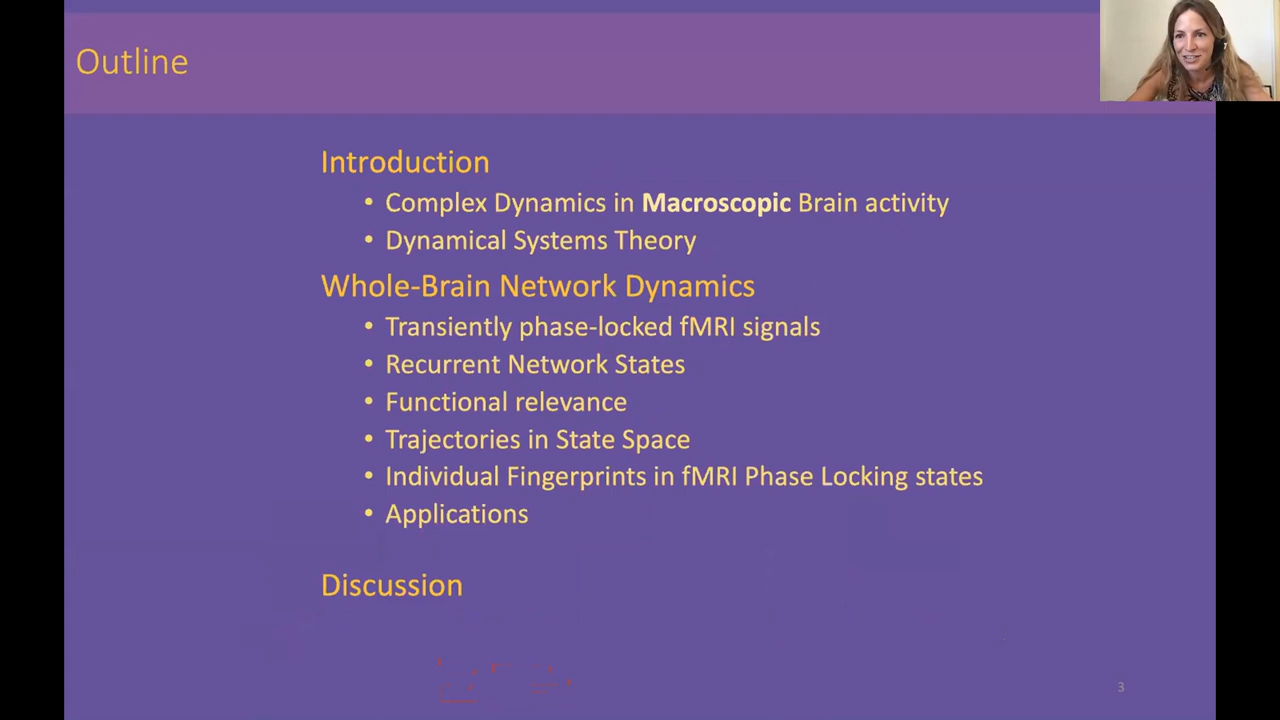 Outline
Introduction
• Complex Dynamics in Macroscopic Brain activity
• Dynamical Systems Theory
Whole-Brain Network Dynamics
• Transiently phase-locked fMRI signals
• Recurrent Network States
• Functional relevance
• Trajectories in State Space
• Individual Fingerprints in fMRI Phase Locking states
• Applications
Discussion
3